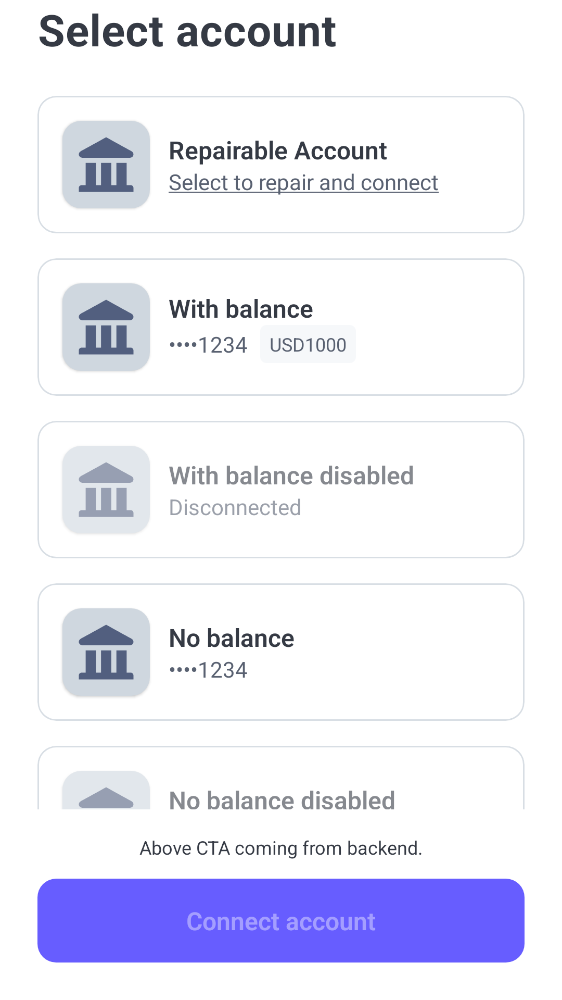 Select account
Repairable Account
Select to repair and connect
With balance
••••1234 USD1000
With balance disabled
Disconnected
No balance
••••1234
No balance disabled
Above CTA coming from backend.
Connect account